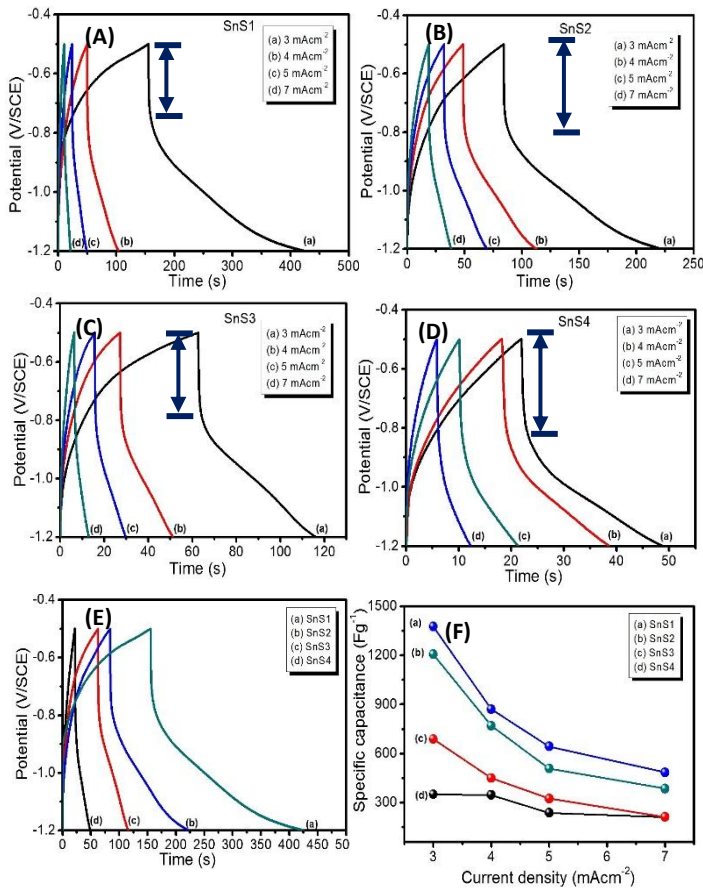 (A)
SnS1
(a) 3 mAcm-2
(b) 4 mAcm-2
(c) 5 mAcm-2
(d) 7 mAcm-2
-0.4
-0.6
-0.8
-1.0
-1.2
Potential (V/SCE)
(d) (c) (b) (a)
0 50 100 150 200 250 300 350 400 450 500
Time (s)
(B)
SnS2
(a) 3 mAcm-2
(b) 4 mAcm-2
(c) 5 mAcm-2
(d) 7 mAcm-2
-0.4
-0.6
-0.8
-1.0
-1.2
Potential (V/SCE)
(d) (c) (b) (a)
0 50 100 150 200 250
Time (s)
(C)
SnS3
(a) 3 mAcm-2
(b) 4 mAcm-2
(c) 5 mAcm-2
(d) 7 mAcm-2
-0.4
-0.6
-0.8
-1.0
-1.2
Potential (V/SCE)
(d) (c) (b) (a)
0 20 40 60 80 100 120
Time (s)
(D)
SnS4
(a) 3 mAcm-2
(b) 4 mAcm-2
(c) 5 mAcm-2
(d) 7 mAcm-2
-0.4
-0.6
-0.8
-1.0
-1.2
Potential (V/SCE)
(d) (c) (b) (a)
0 10 20 30 40 50
Time (s)
(E)
(a) SnS1
(b) SnS2
(c) SnS3
(d) SnS4
-0.4
-0.6
-0.8
-1.0
-1.2
Potential (V/SCE)
(d) (c) (b) (a)
0 50 100 150 200 250 300 350 400 450 50
Time (s)
(F)
(a) SnS1
(b) SnS2
(c) SnS3
(d) SnS4
1500
1200
900
600
300
Specific capacitance (Fg-1)
(a)
(b)
(c)
(d)
3 4 5 6 7
Current density (mAcm-2)